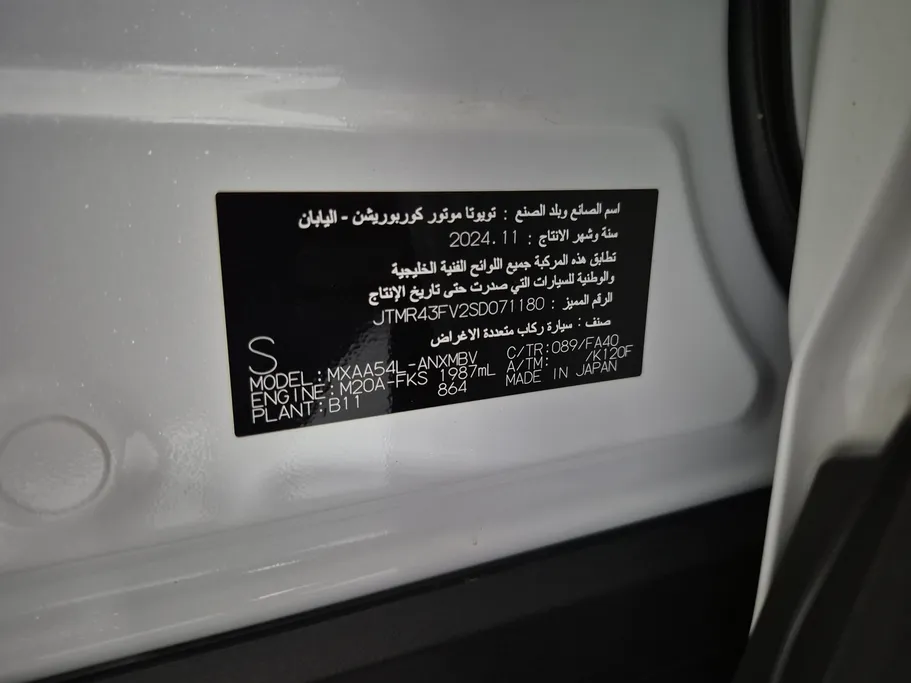 اسم الصانع وبلد الصنع : تويوتا موتور كوربوريشن - اليابان
سنة وشهر الانتاج : 2024.11
تطابق هذه المركبة جميع اللوائح الفنية الخليجية
والوطنية للسيارات التي صدرت حتى تاريخ الإنتاج
الرقم المميز : JTMR43FV2SD071180
صنف : سيارة ركاب متعددة الاغراض
S
MODEL:MXAA54L-ANXMBV C/TR:089/FA40
ENGINE:M20A-FKS 1987mL A/TM: /K120F
PLANT:B11 864 MADE IN JAPAN